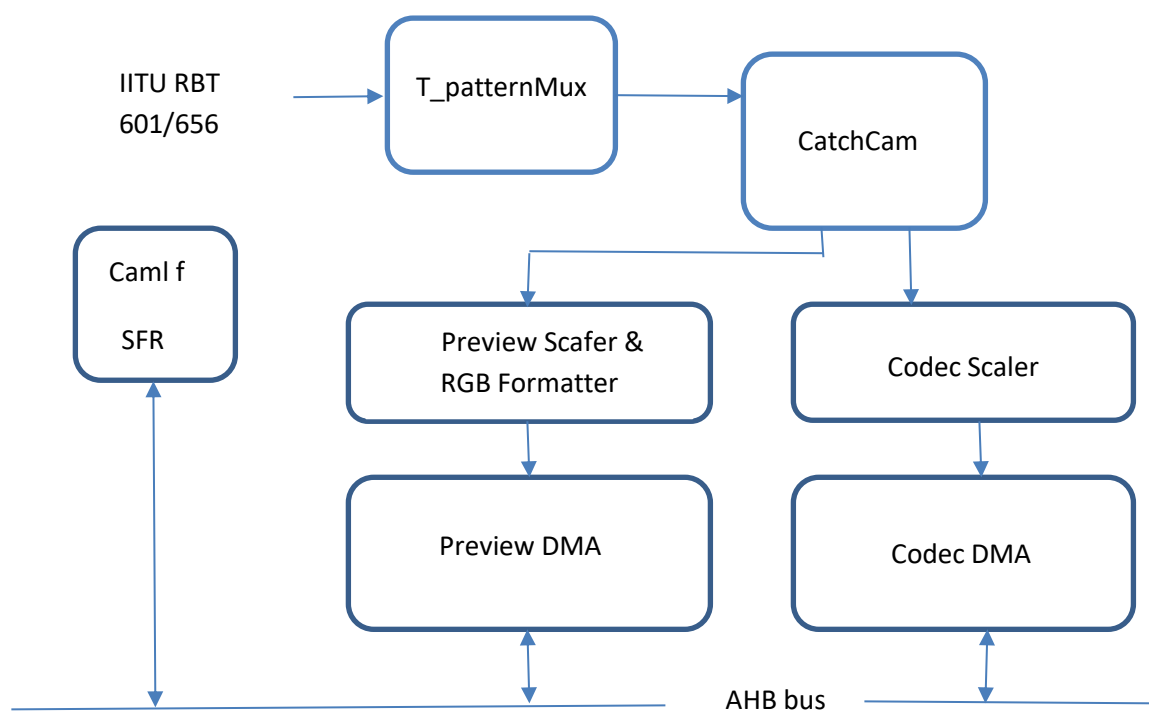 IITU RBT
601/656
T_patternMux
CatchCam
Caml f
SFR
Preview Scafer &
RGB Formatter
Codec Scaler
Preview DMA
Codec DMA
AHB bus